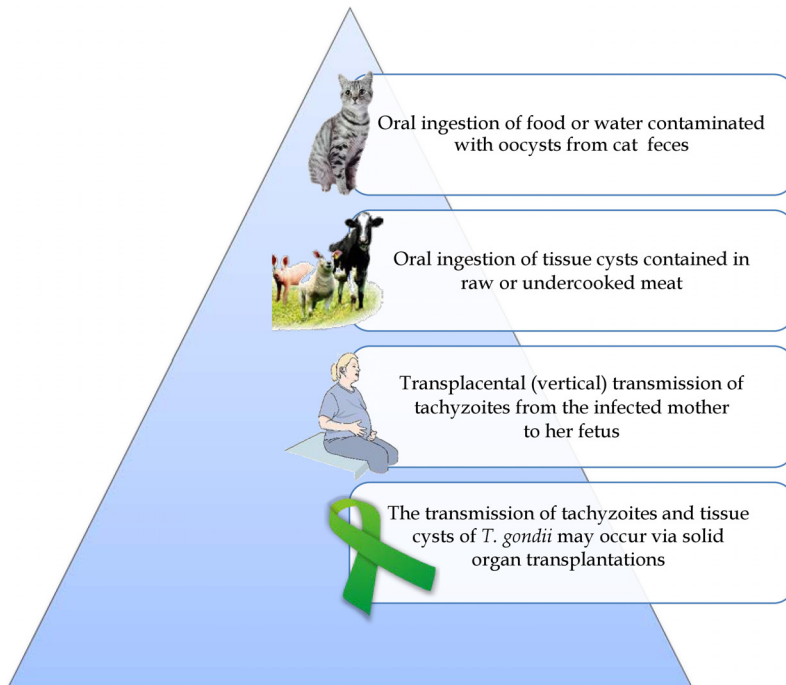 Oral ingestion of food or water contaminated
with oocysts from cat feces
Oral ingestion of tissue cysts contained in
raw or undercooked meat
Transplacental (vertical) transmission of
tachyzoites from the infected mother
to her fetus
The transmission of tachyzoites and tissue
cysts of T. gondii may occur via solid
organ transplantations